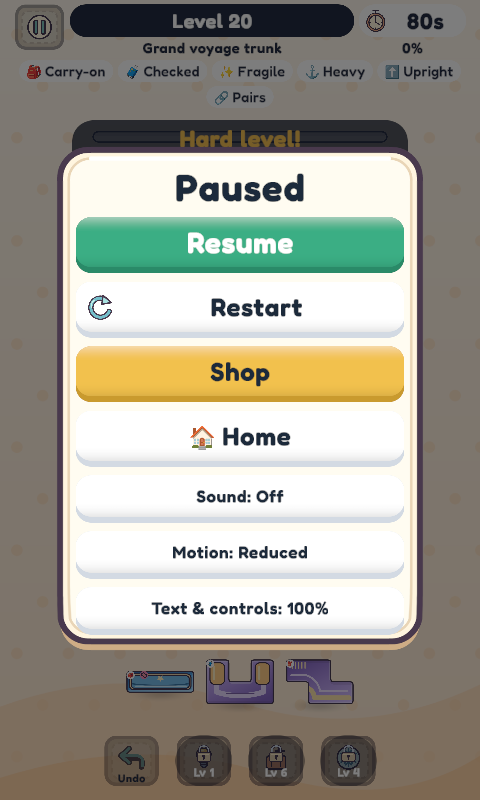 Level 20
80s
Grand voyage trunk
0%
Carry-on
Checked
Fragile
Heavy
Upright
Pairs
Hard level!
Paused
Resume
Restart
Shop
Home
Sound: Off
Motion: Reduced
Text & controls: 100%
Undo
Lv 1
Lv 6
Lv 4